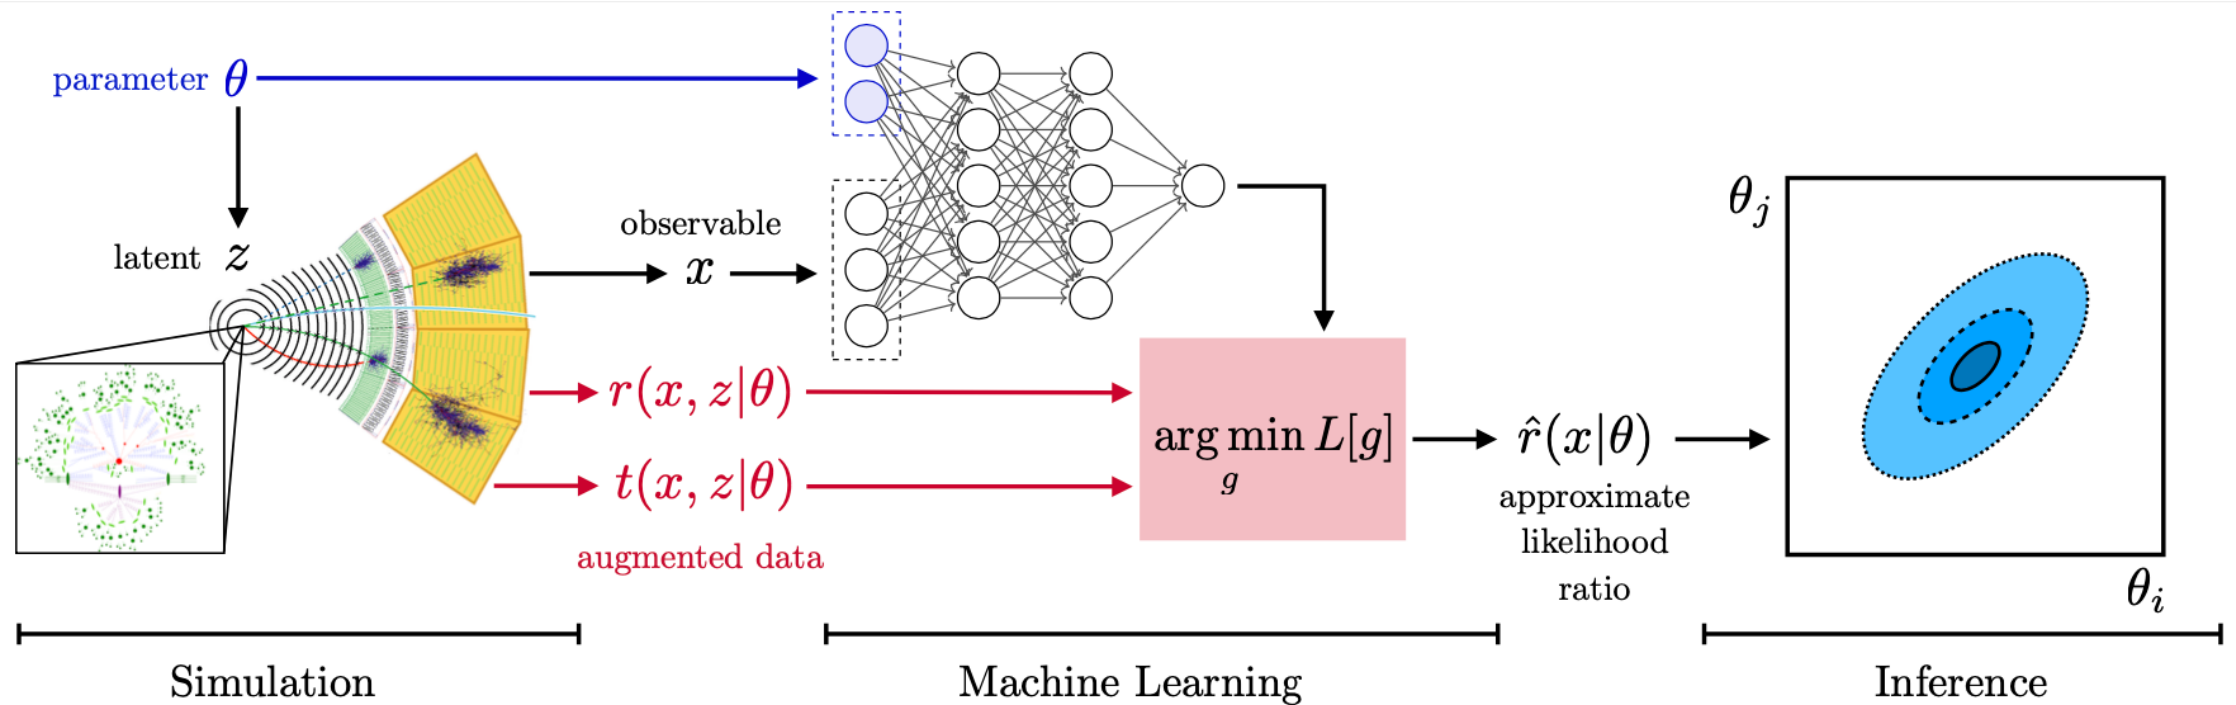 parameter θ
latent z
observable
x
r(x, z|θ)
t(x, z|θ)
augmented data
arg min L[g]
g
r̂(x|θ)
approximate
likelihood
ratio
θⱼ
θᵢ
Simulation
Machine Learning
Inference